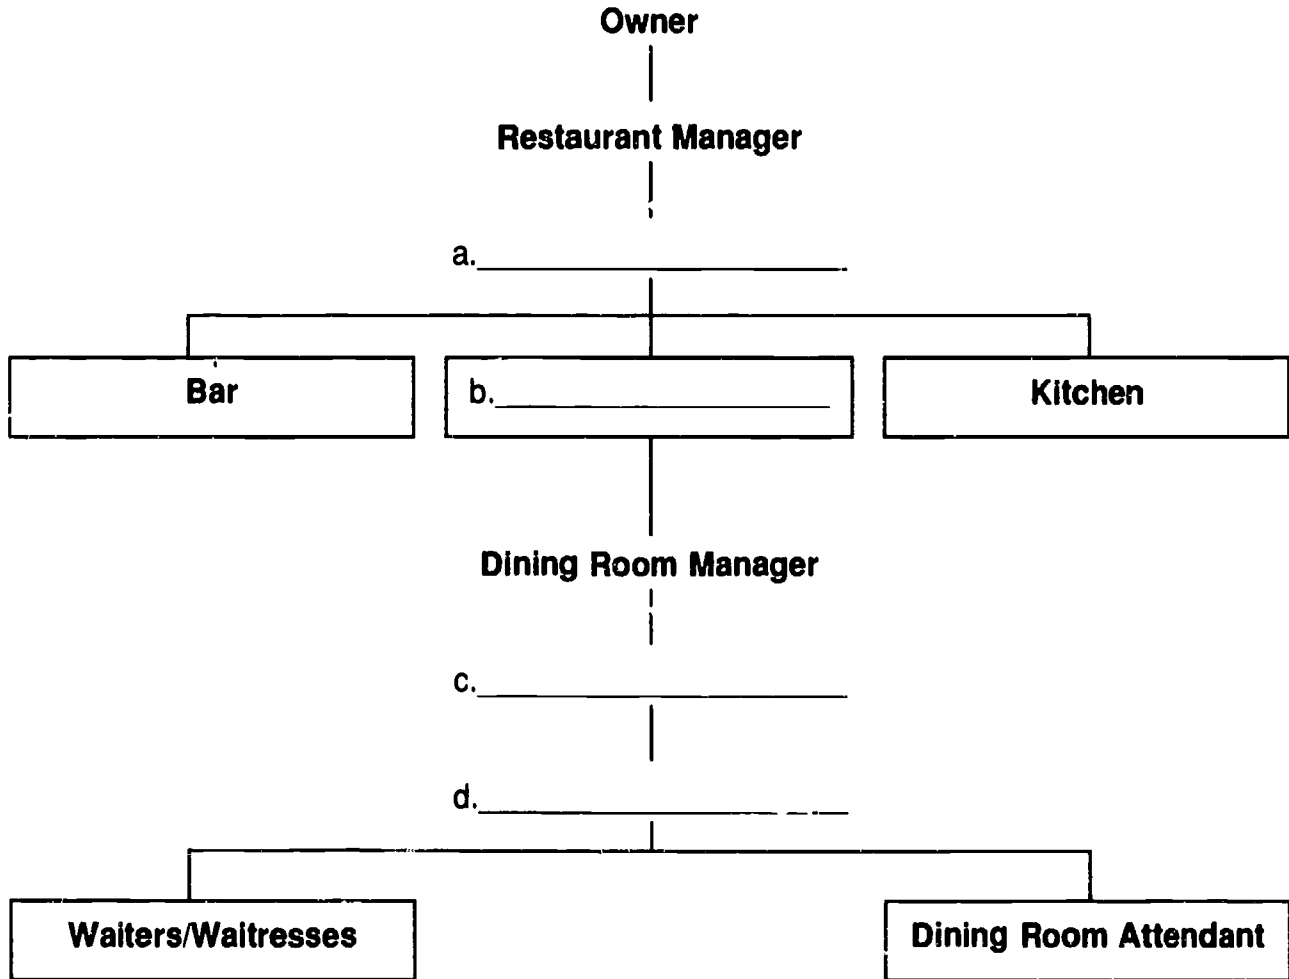 Owner
Restaurant Manager
a.
Bar
b.
Kitchen
Dining Room Manager
c.
d.
Waiters/Waitresses
Dining Room Attendant